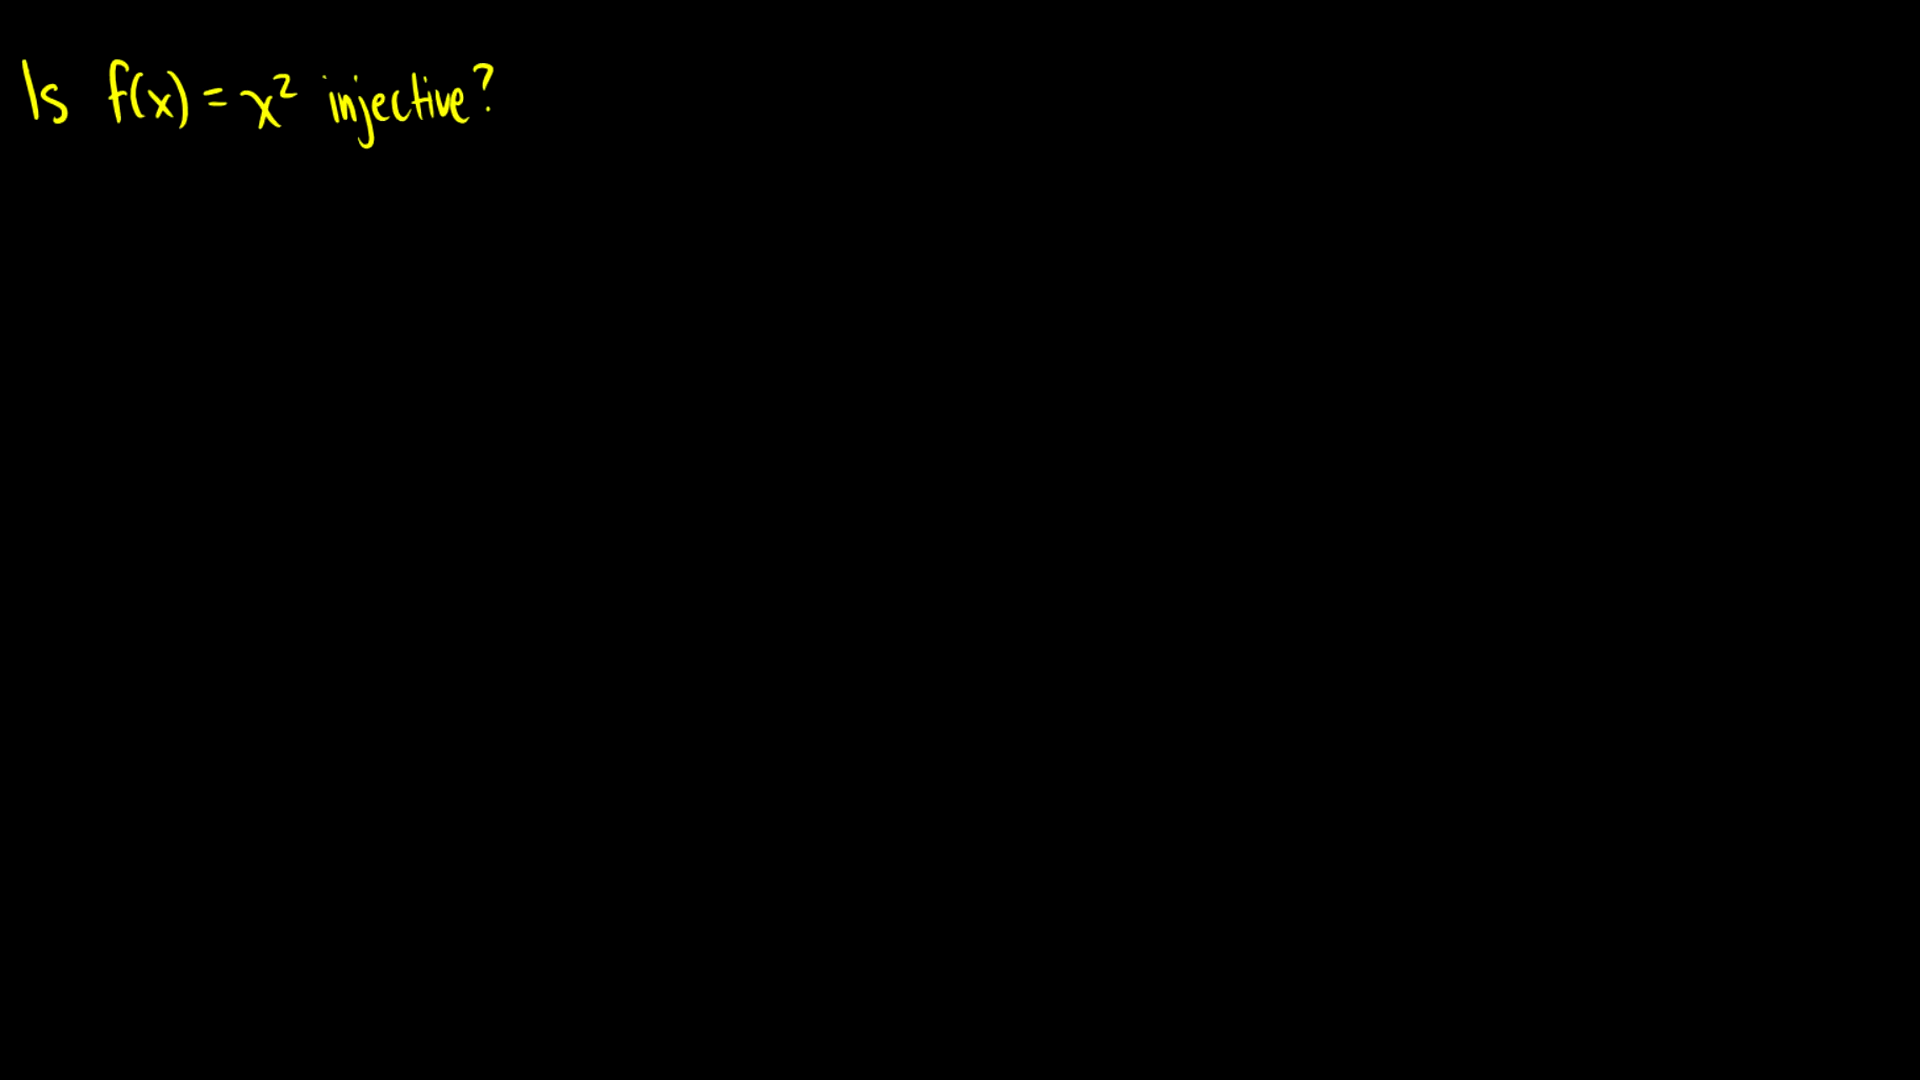 Is f(x) = x² injective?